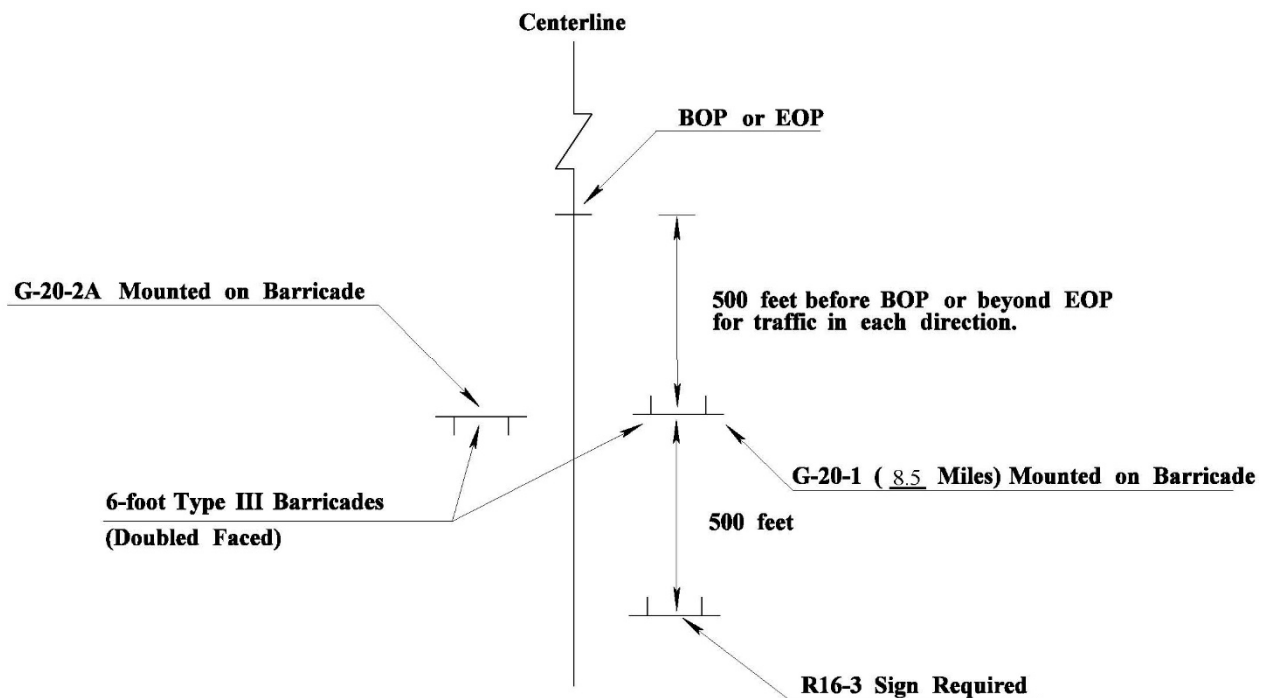 Centerline
BOP or EOP
G-20-2A Mounted on Barricade
500 feet before BOP or beyond EOP
for traffic in each direction.
G-20-1 ( 8.5 Miles) Mounted on Barricade
6-foot Type III Barricades
(Doubled Faced)
500 feet
R16-3 Sign Required